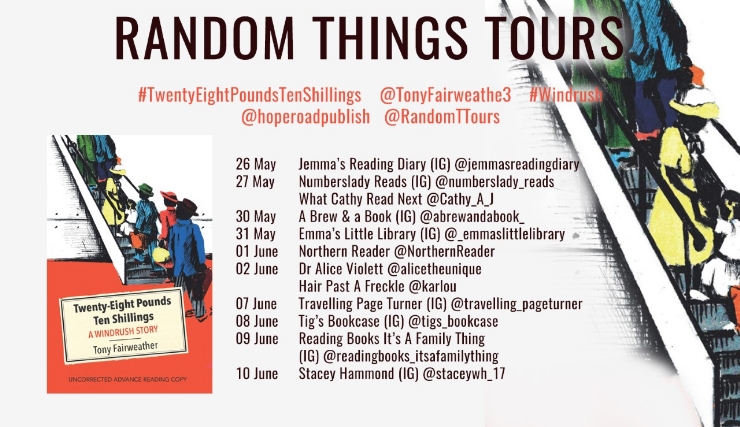 RANDOM THINGS TOURS
#TwentyEightPoundsTenShillings @TonyFairweathe3 #Windrush
@hoperoadpublish @RandomTTours
26 May Jemma's Reading Diary (IG) @jemmasreadingdiary
27 May Numberslady Reads (IG) @numberslady_reads
What Cathy Read Next @Cathy_A_J
30 May A Brew & a Book (IG) @abrewandabook_
31 May Emma's Little Library (IG) @_emmaslittlelibrary
01 June Northern Reader @NorthernReader
02 June Dr Alice Violett @alicetheunique
Hair Past A Freckle @karlou
07 June Travelling Page Turner (IG) @travelling_pageturner
08 June Tig's Bookcase (IG) @tigs_bookcase
09 June Reading Books It's A Family Thing
(IG) @readingbooks_itsafamilything
10 June Stacey Hammond (IG) @staceywh_17
Twenty-Eight Pounds
Ten Shillings
A WINDRUSH STORY
Tony Fairweather
UNCORRECTED ADVANCE READING COPY